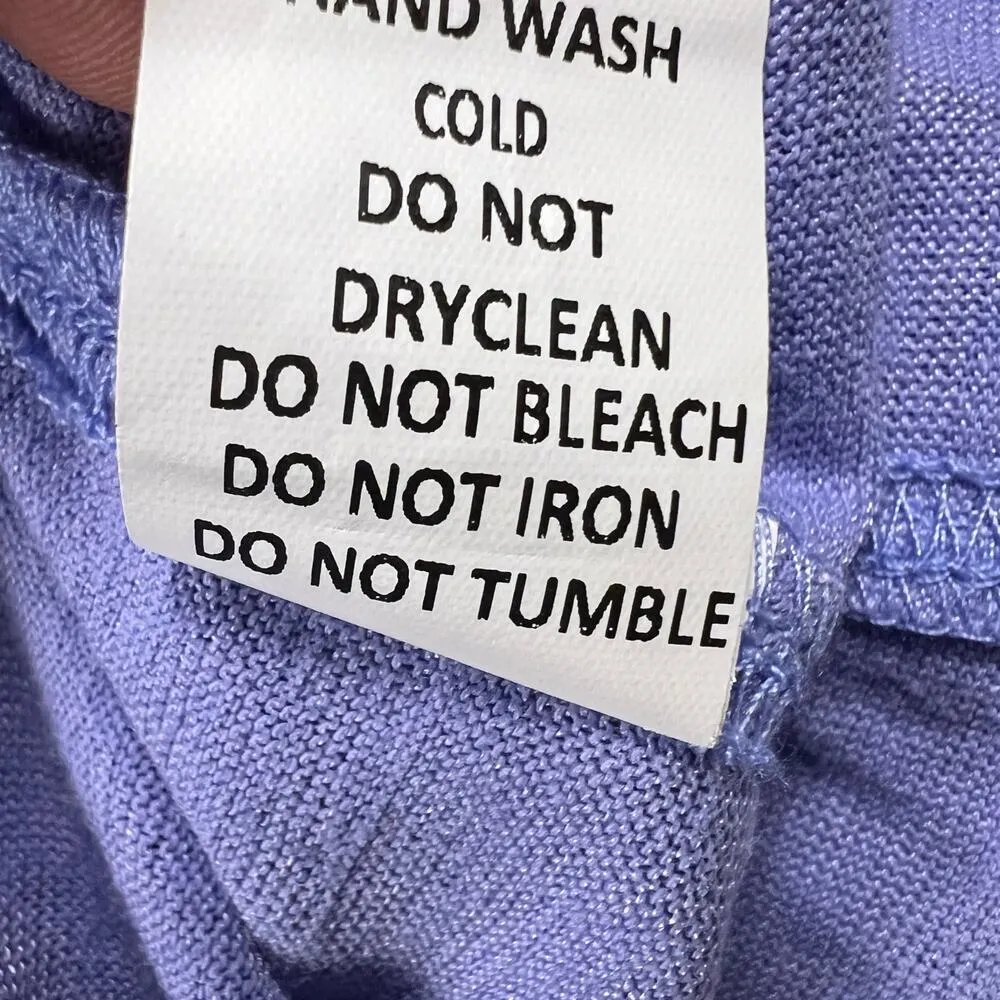 HAND WASH
COLD
DO NOT
DRYCLEAN
DO NOT BLEACH
DO NOT IRON
DO NOT TUMBLE